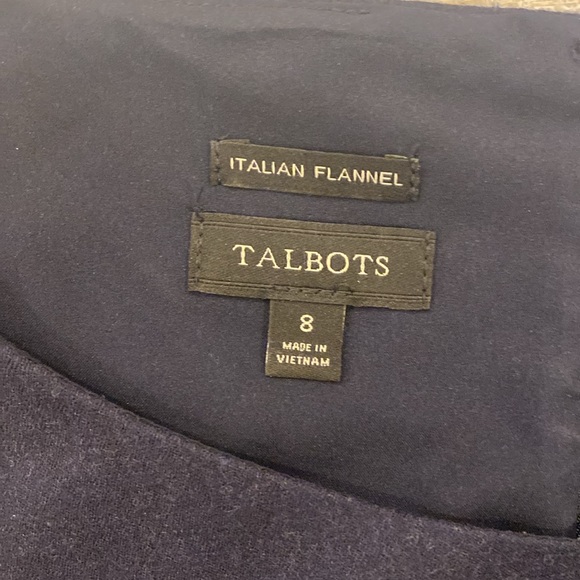 ITALIAN FLANNEL
TALBOTS
8
MADE IN
VIETNAM